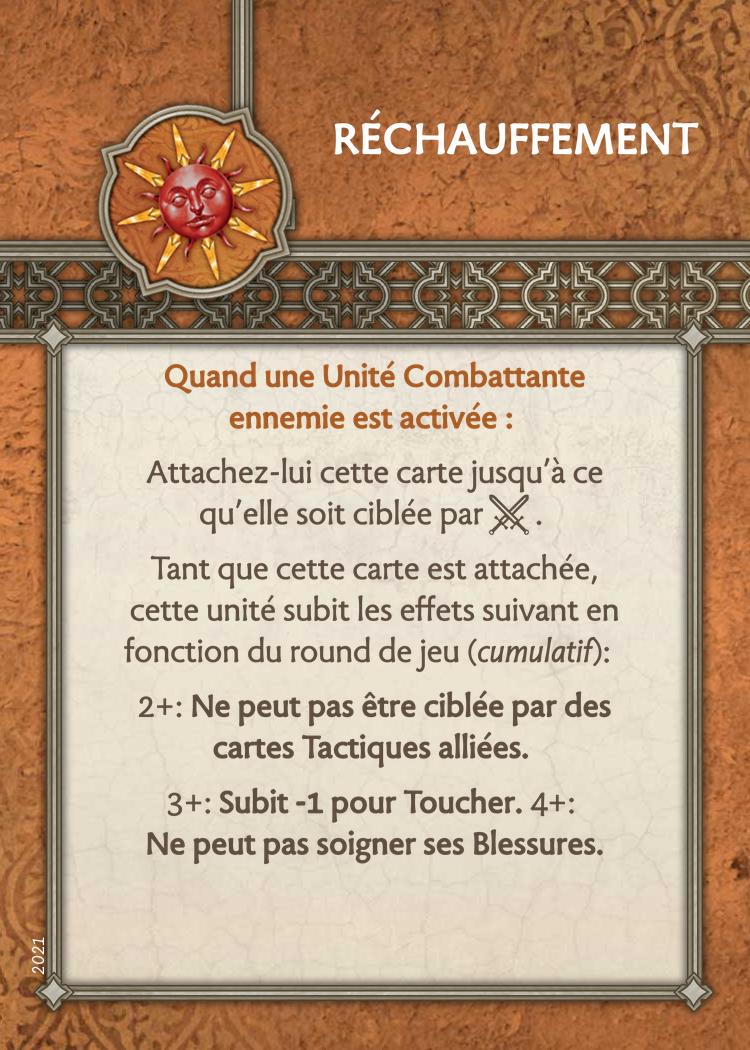 RÉCHAUFFEMENT
Quand une Unité Combattante
ennemie est activée :
Attachez-lui cette carte jusqu'à ce
qu'elle soit ciblée par .
Tant que cette carte est attachée,
cette unité subit les effets suivant en
fonction du round de jeu (cumulatif):
2+: Ne peut pas être ciblée par des
cartes Tactiques alliées.
3+: Subit -1 pour Toucher. 4+:
Ne peut pas soigner ses Blessures.
2021